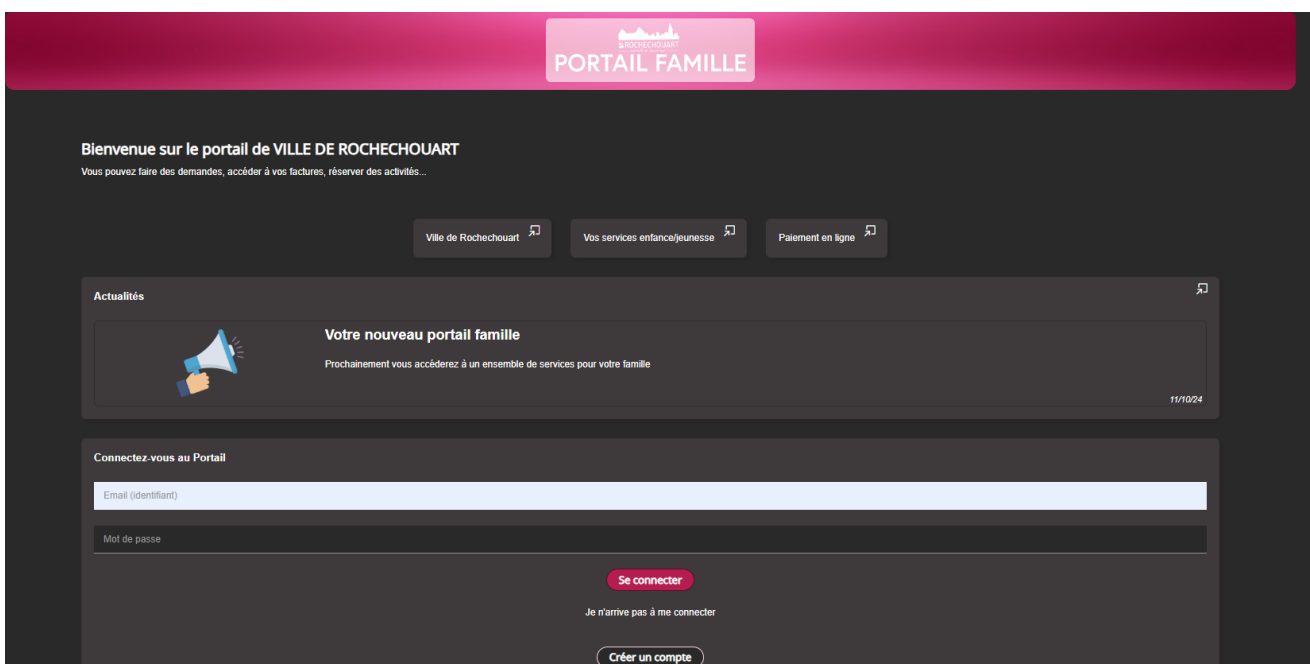 ROCHECHOUART
PORTAIL FAMILLE
Bienvenue sur le portail de VILLE DE ROCHECHOUART
Vous pouvez faire des demandes, accéder à vos factures, réserver des activités...
Ville de Rochechouart
Vos services enfance/jeunesse
Paiement en ligne
Actualités
Votre nouveau portail famille
Prochainement vous accéderez à un ensemble de services pour votre famille
11/10/24
Connectez-vous au Portail
Email (identifiant)
Mot de passe
Se connecter
Je n'arrive pas à me connecter
Créer un compte